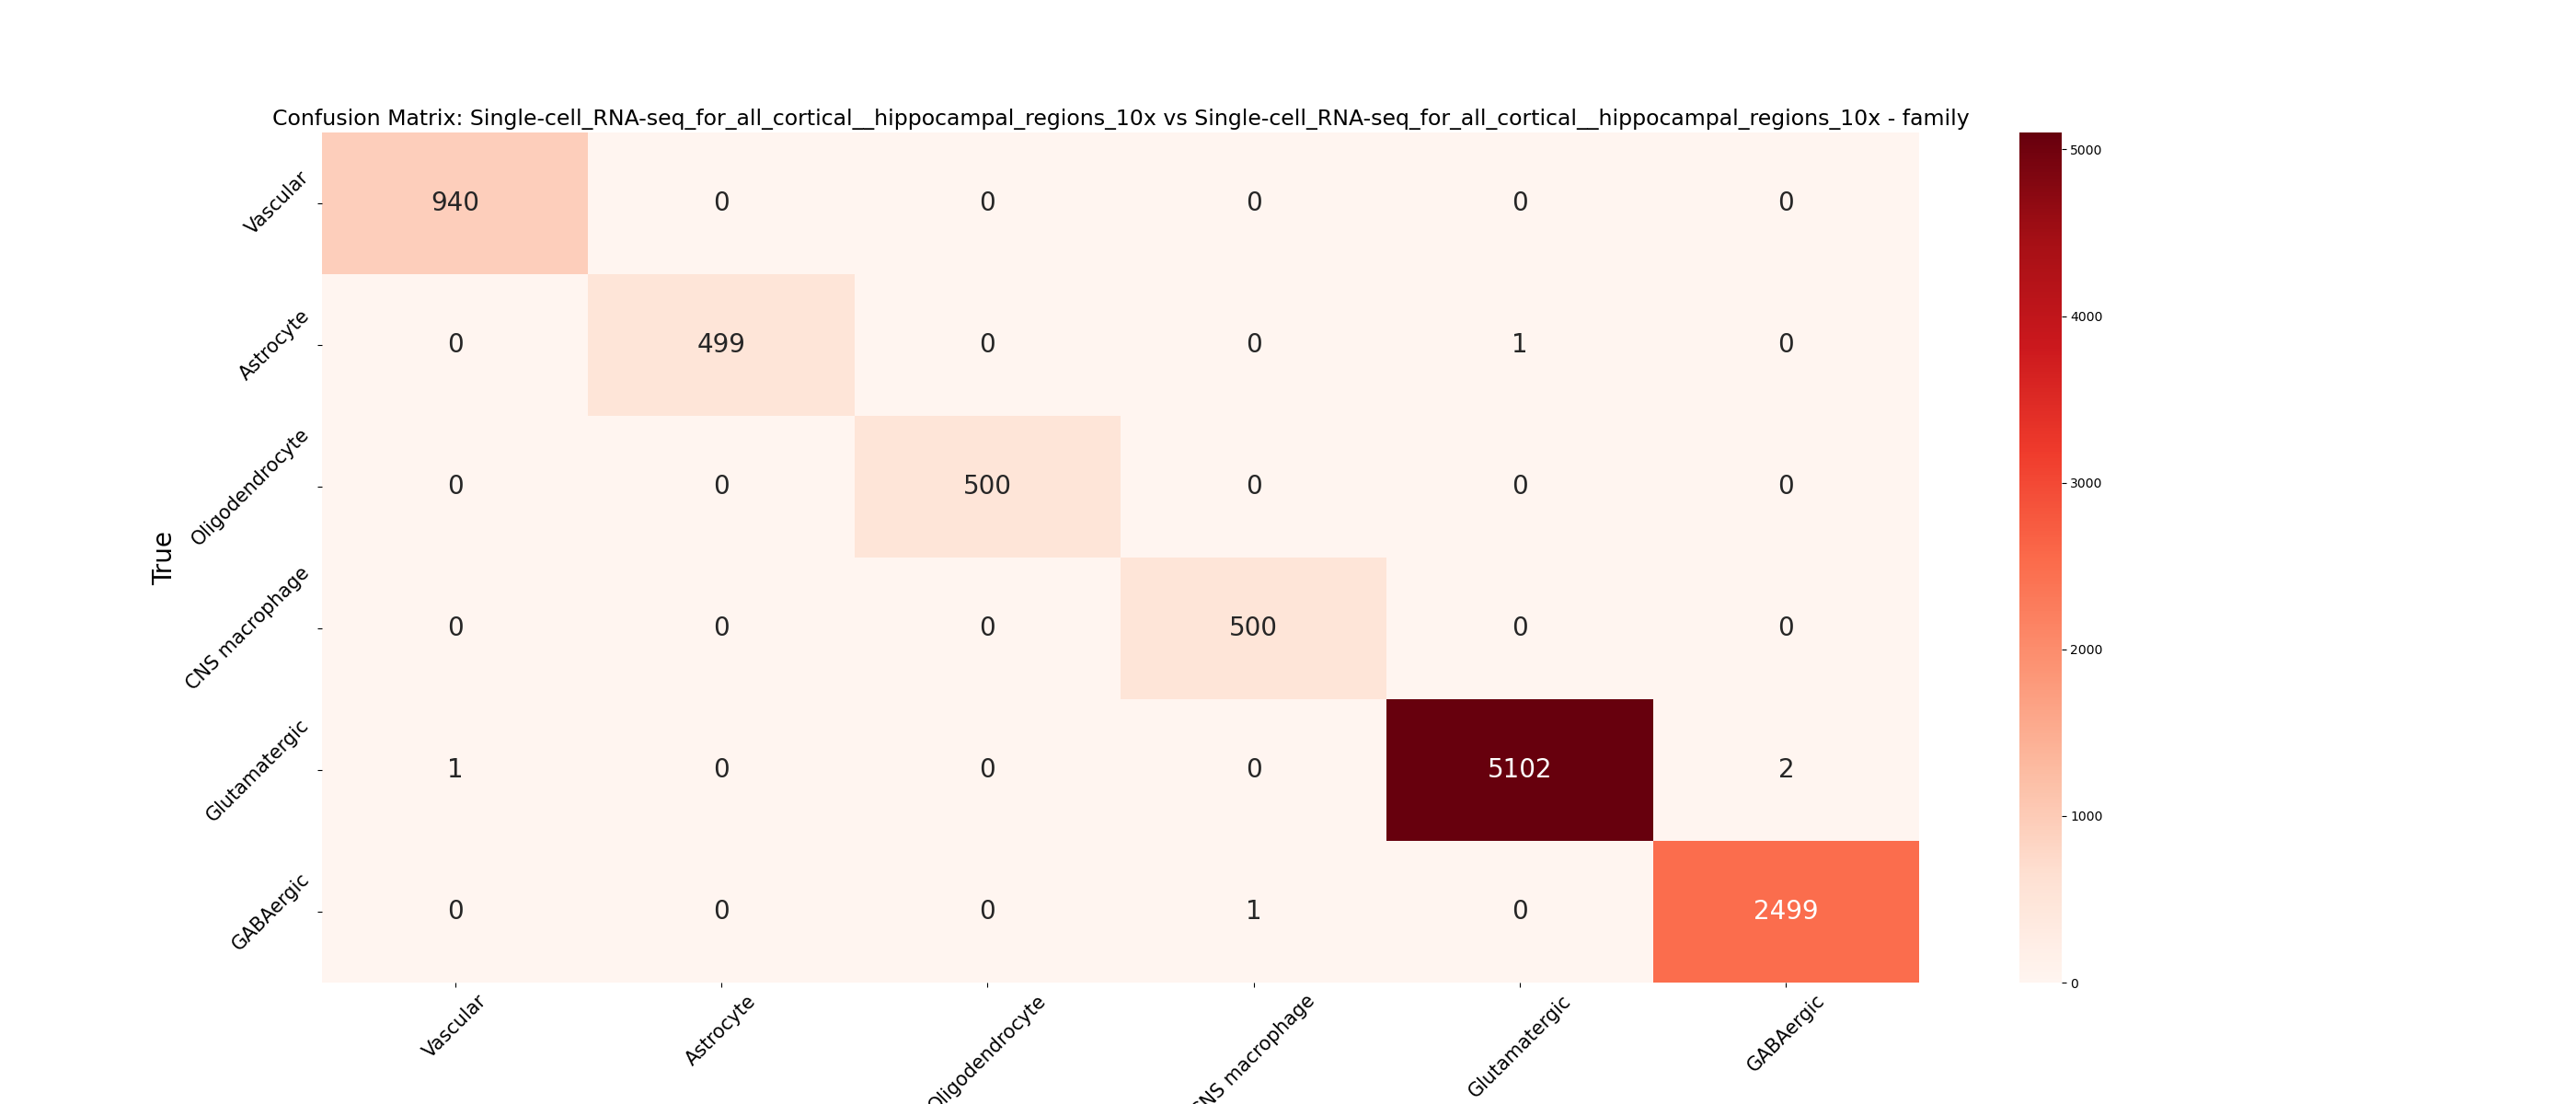 Confusion Matrix: Single-cell_RNA-seq_for_all_cortical__hippocampal_regions_10x vs Single-cell_RNA-seq_for_all_cortical__hippocampal_regions_10x - family
True
Vascular 940 0 0 0 0 0
Astrocyte 0 499 0 0 1 0
Oligodendrocyte 0 0 500 0 0 0
CNS macrophage 0 0 0 500 0 0
Glutamatergic 1 0 0 0 5102 2
GABAergic 0 0 0 1 0 2499
Vascular Astrocyte Oligodendrocyte CNS macrophage Glutamatergic GABAergic
5000
4000
3000
2000
1000
0